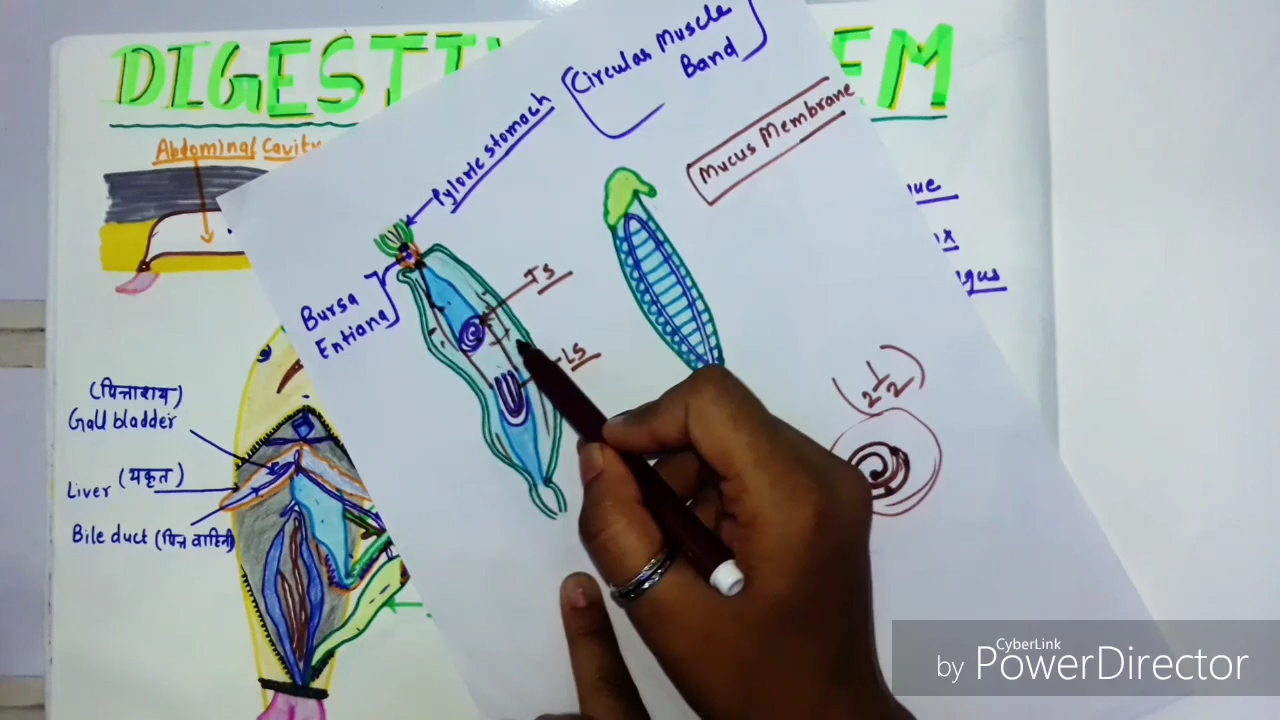 DIGESTI
EM
Circular Muscle
Band
Mucus Membrane
Abdominal Cavity
Pyloric stomach
Bursa
Entiana
TS
LS
2 1/2
(पित्ताशय)
Gall bladder
Liver (यकृत)
Bile duct (पित्त वाहिनी)
CyberLink
by PowerDirector